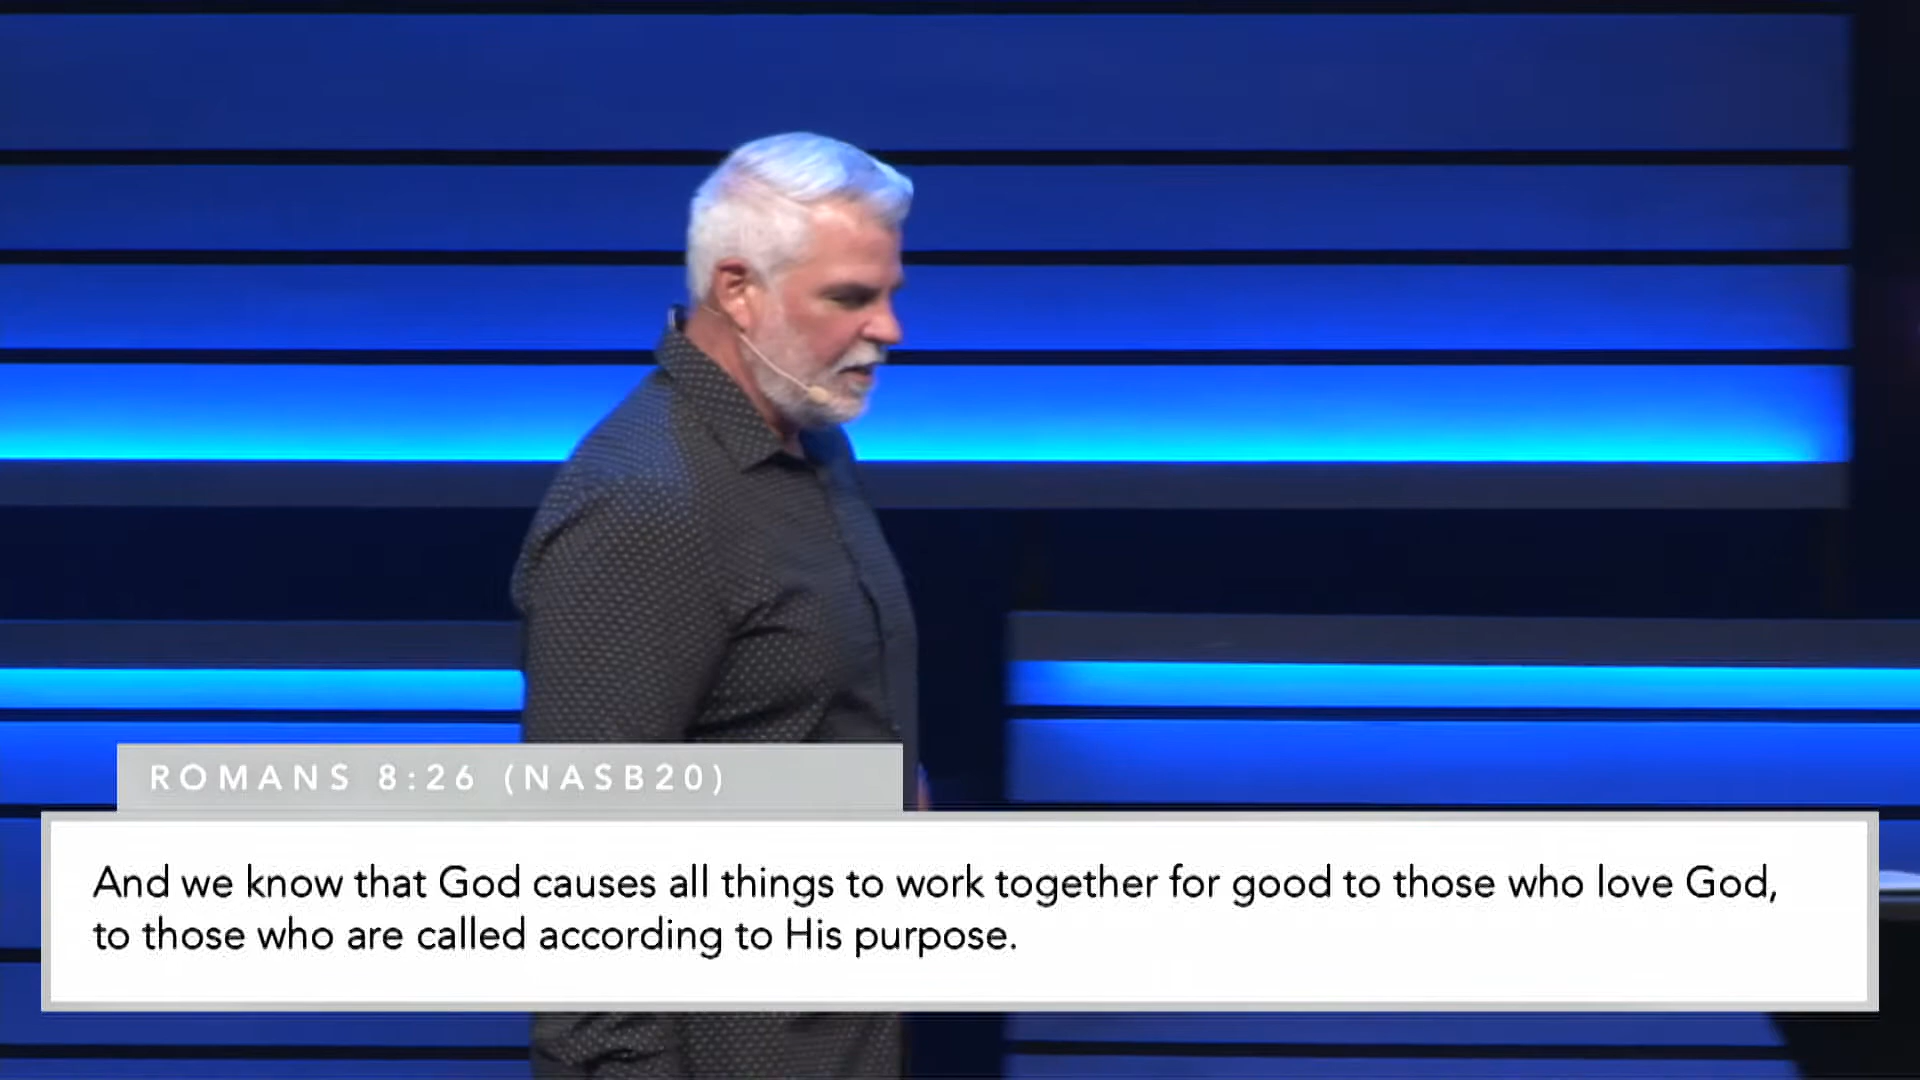 ROMANS 8:26 (NASB20)
And we know that God causes all things to work together for good to those who love God,
to those who are called according to His purpose.